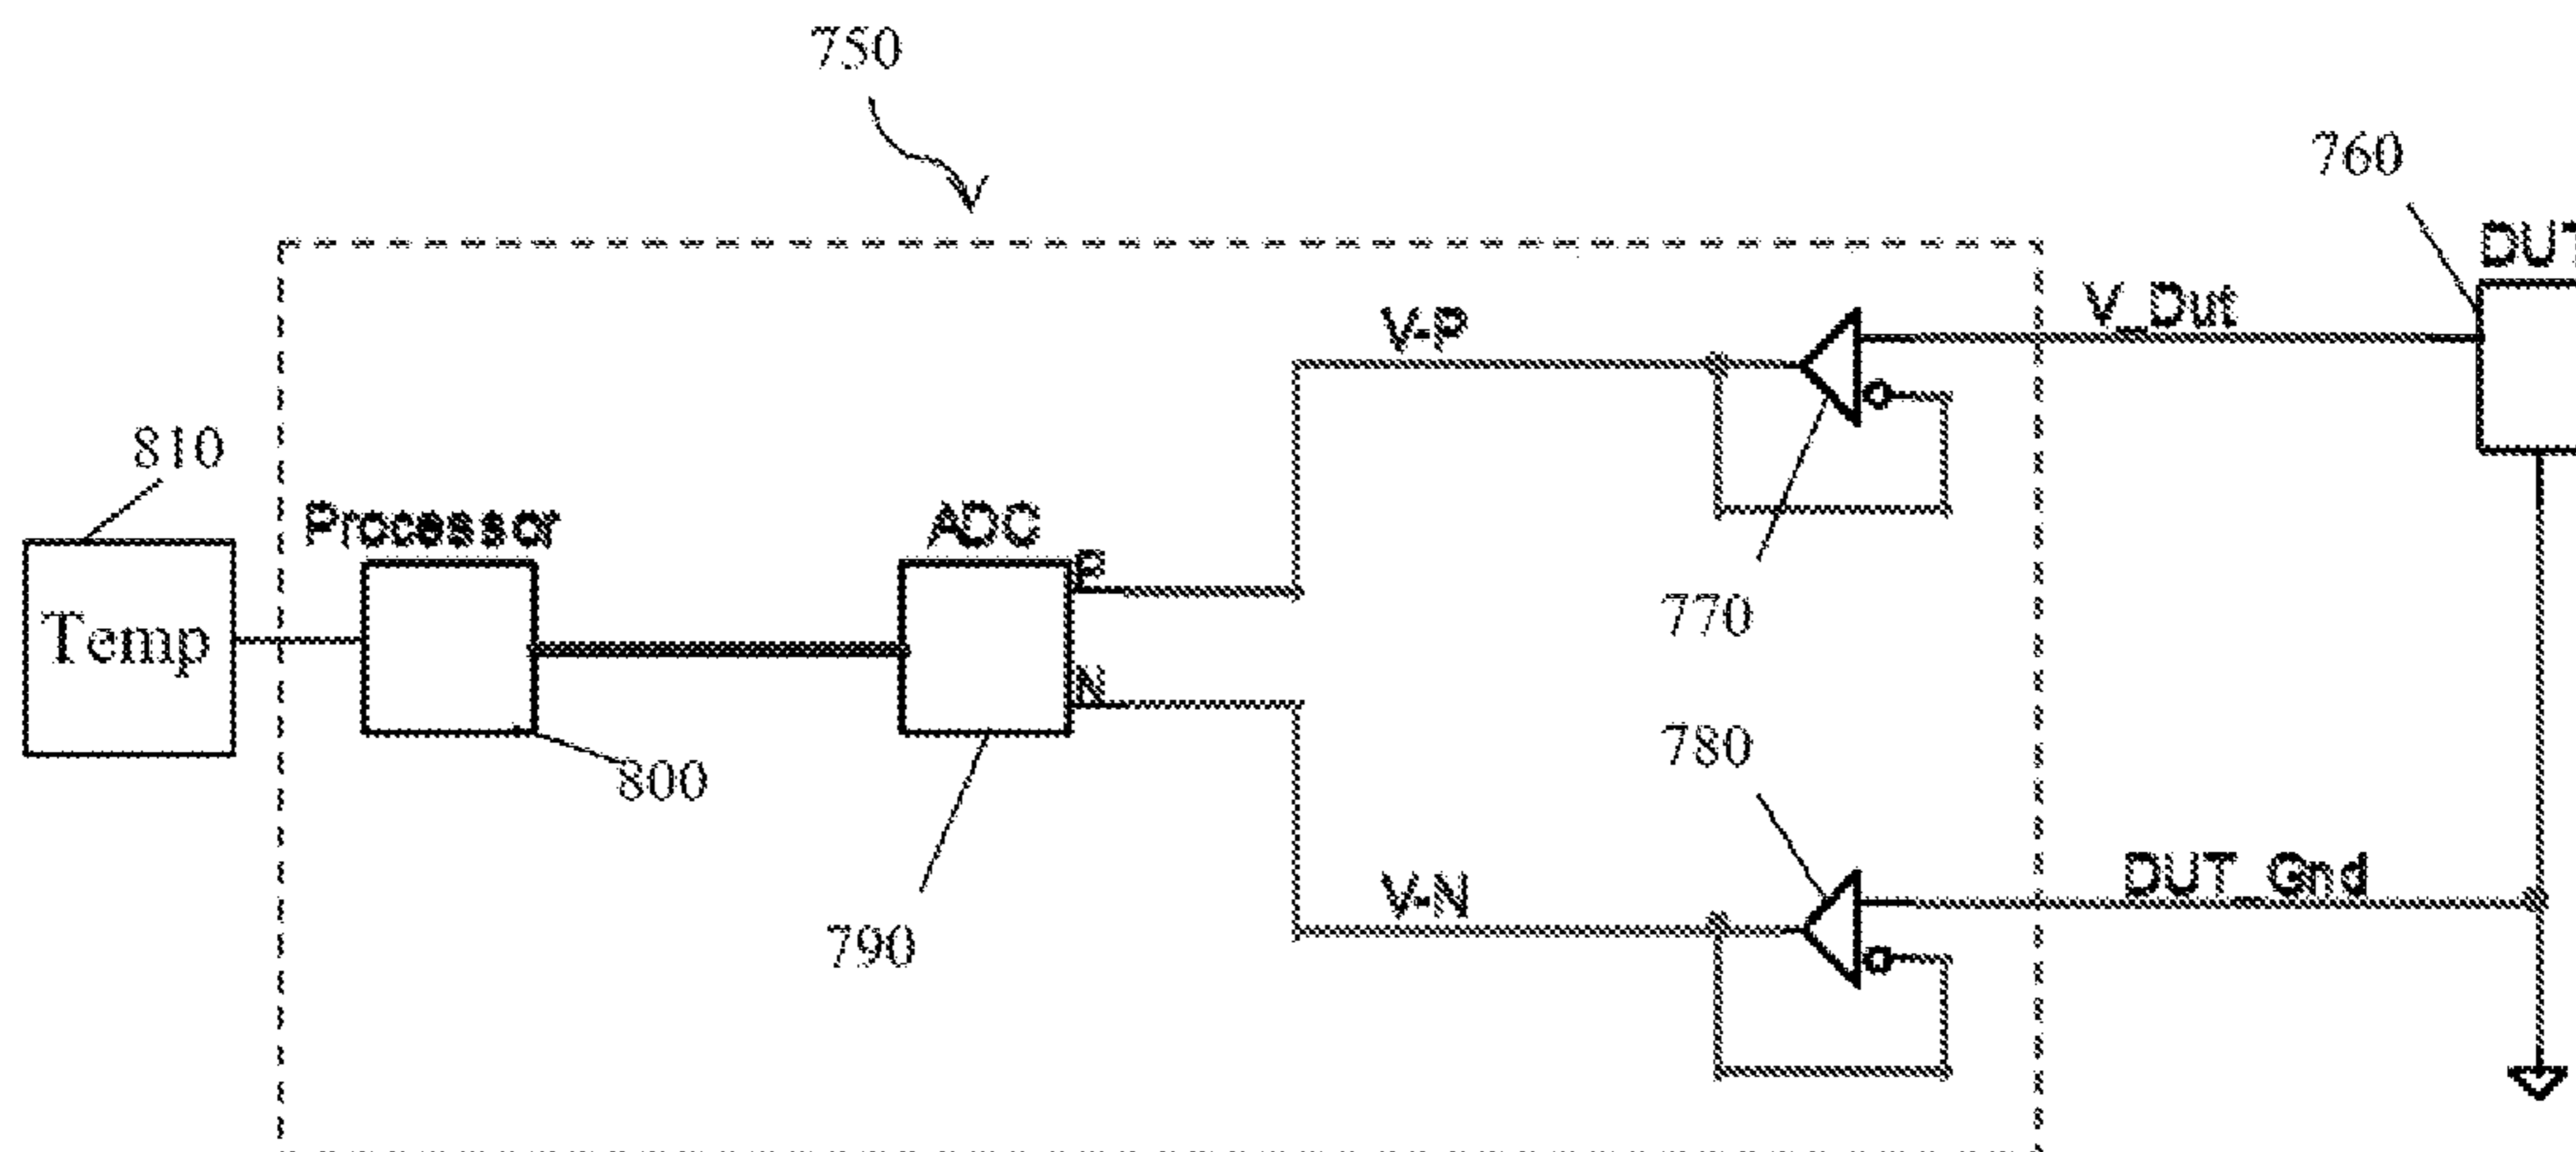 750
760
DUT
V_Dut
V-P
810
Processor
ADC
P
Temp
770
N
780
800
V-N
DUT_Gnd
790